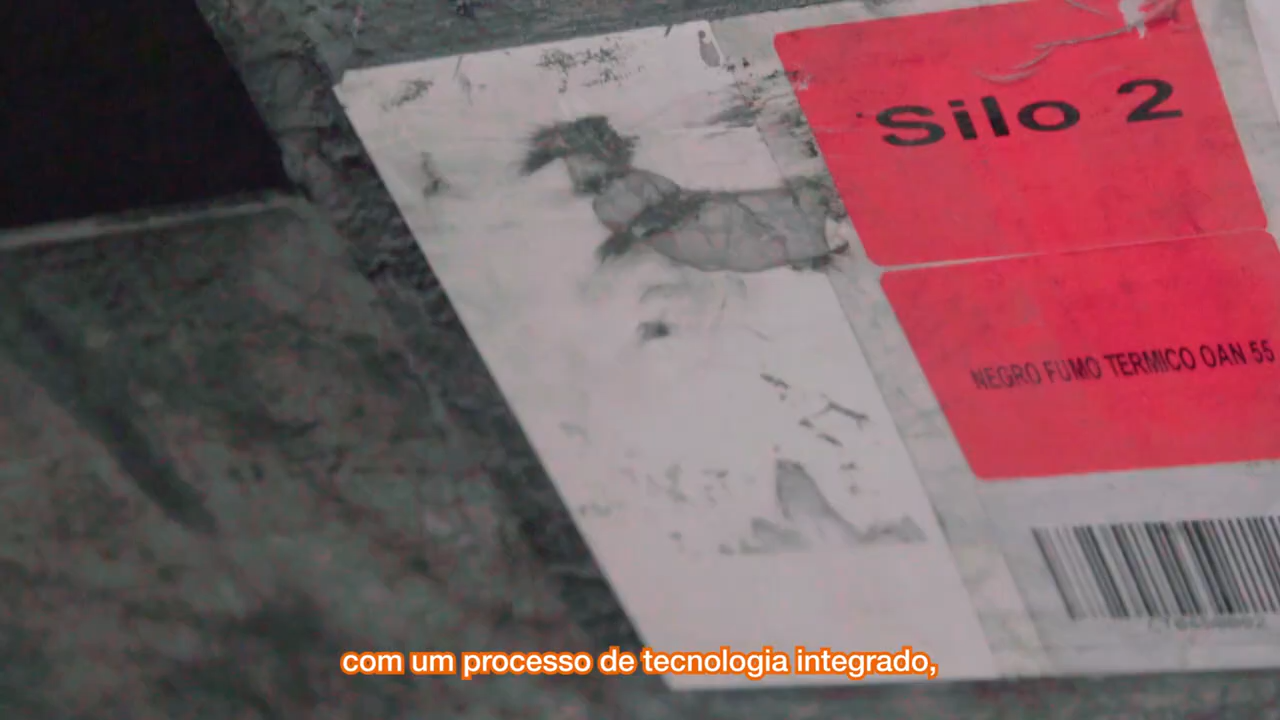 Silo 2
NEGRO FUMO TERMICO OAN 55
com um processo de tecnologia integrado,